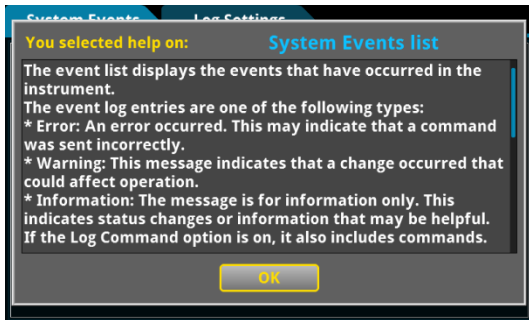 System Events Log Settings
You selected help on: System Events list
The event list displays the events that have occurred in the
instrument.
The event log entries are one of the following types:
* Error: An error occurred. This may indicate that a command
was sent incorrectly.
* Warning: This message indicates that a change occurred that
could affect operation.
* Information: The message is for information only. This
indicates status changes or information that may be helpful.
If the Log Command option is on, it also includes commands.
OK